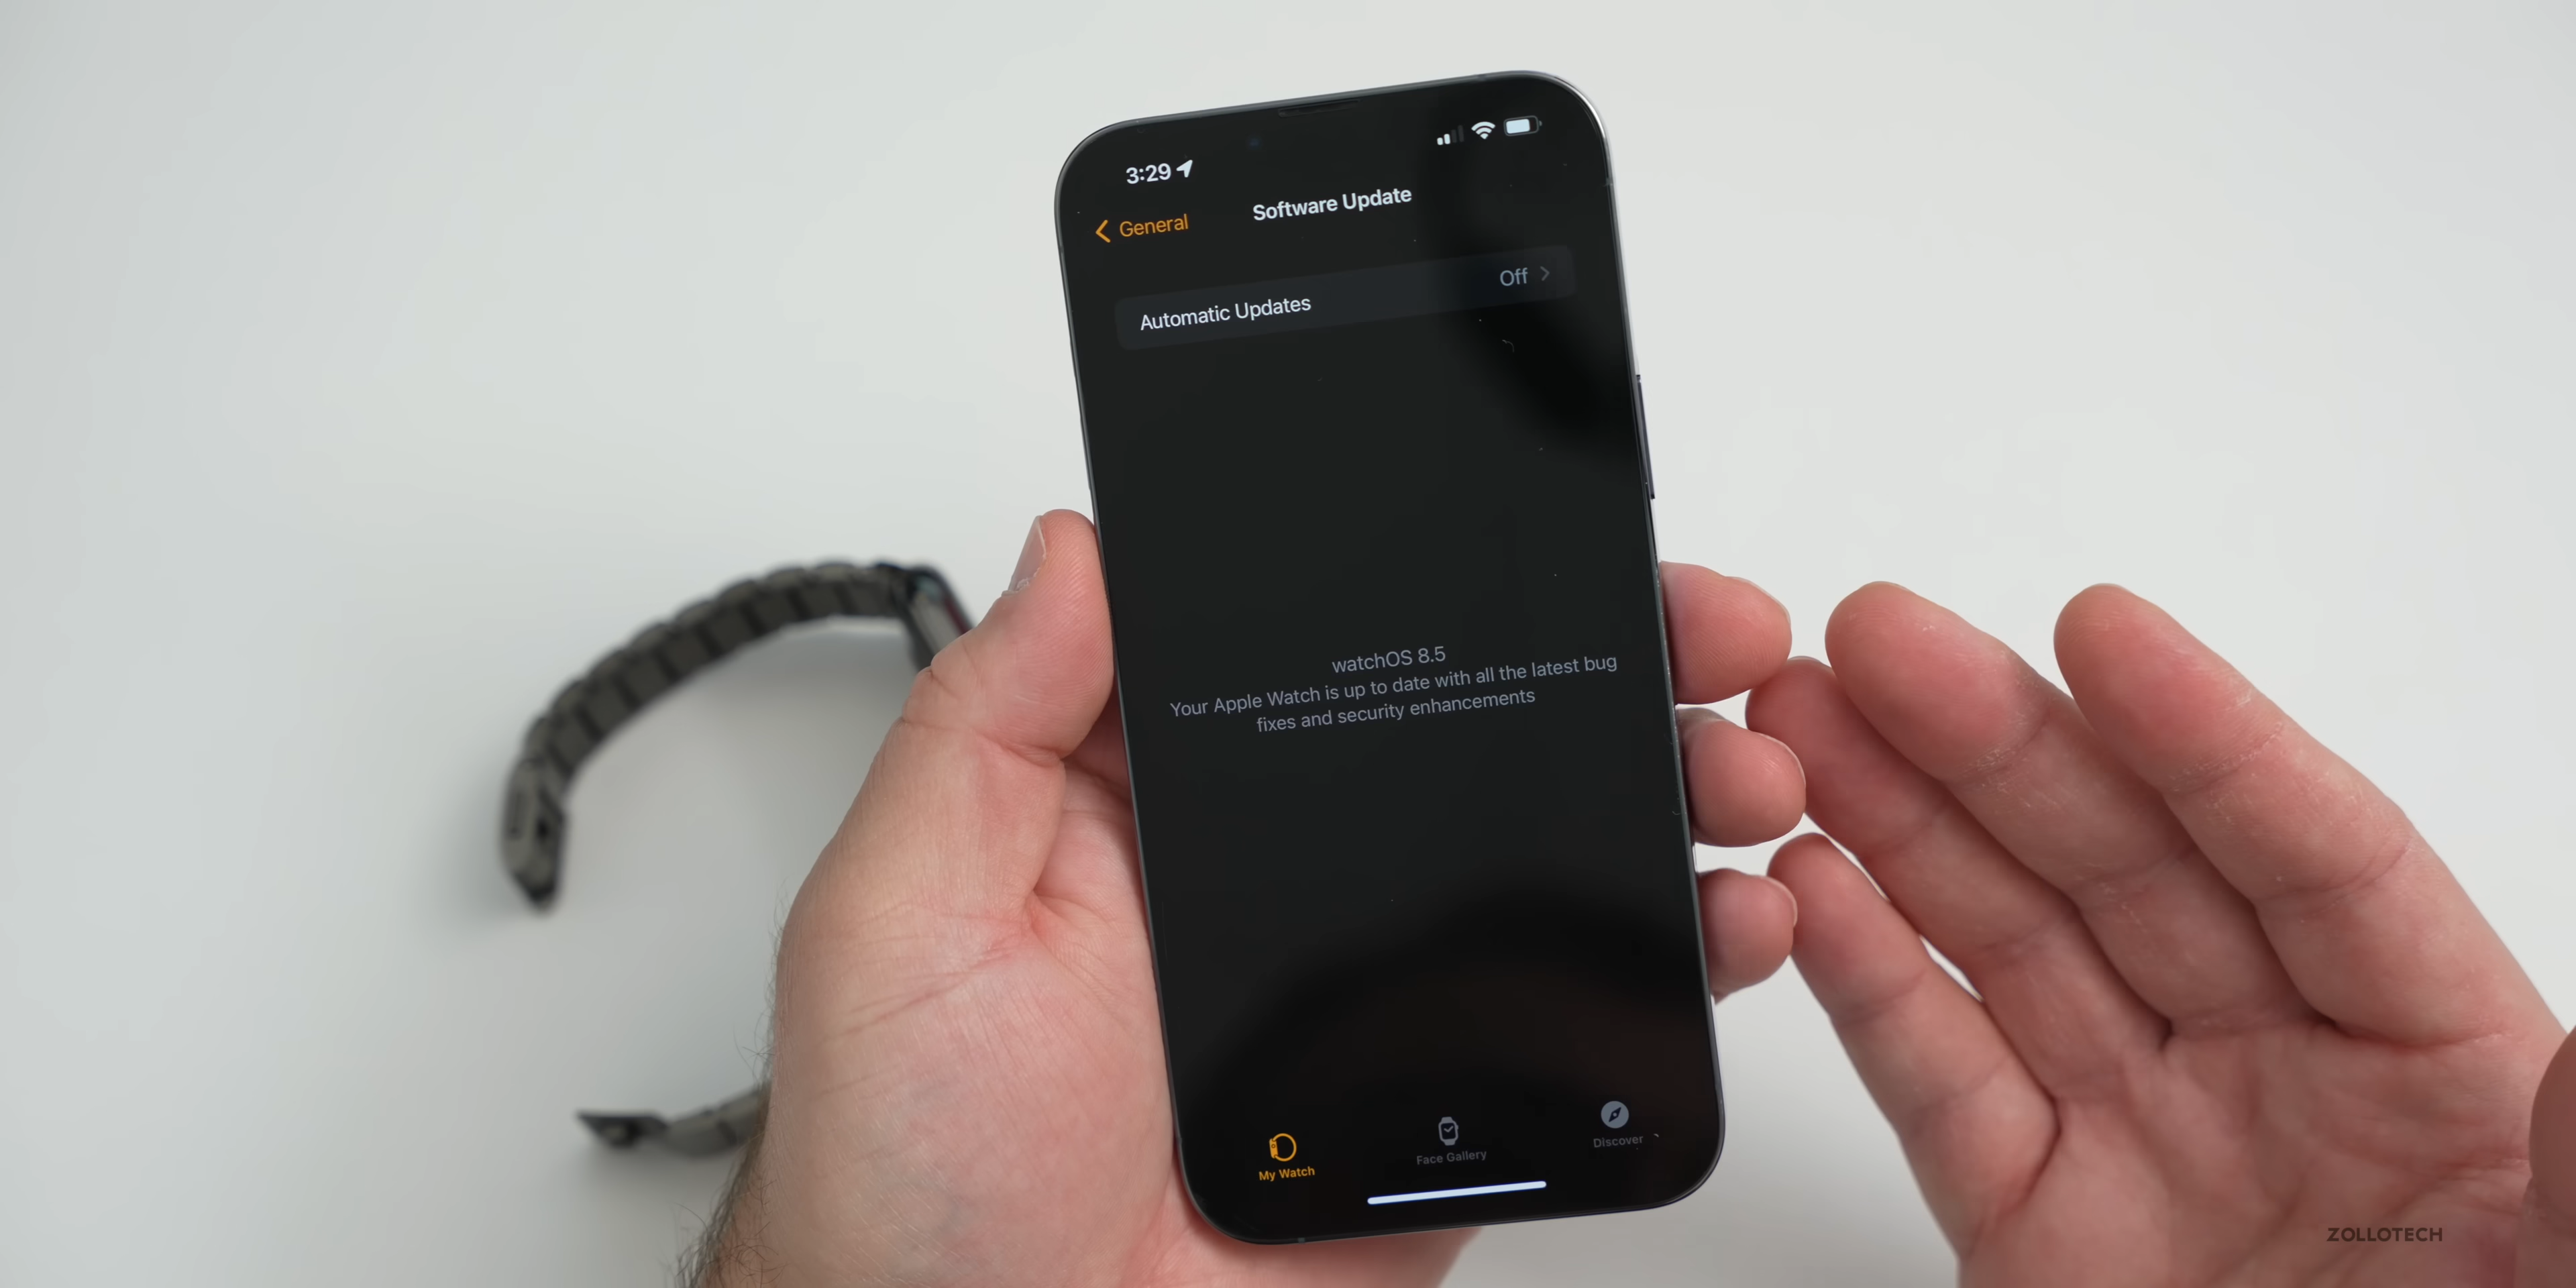 3:29
General
Software Update
Automatic Updates
Off
watchOS 8.5
Your Apple Watch is up to date with all the latest bug
fixes and security enhancements
My Watch
Face Gallery
Discover
ZOLLOTECH